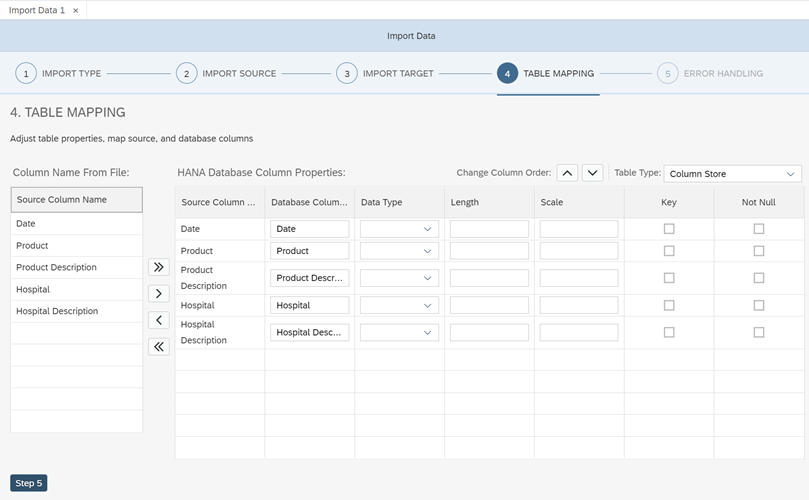 Import Data 1 ×
Import Data
1 IMPORT TYPE 2 IMPORT SOURCE 3 IMPORT TARGET 4 TABLE MAPPING 5 ERROR HANDLING
4. TABLE MAPPING
Adjust table properties, map source, and database columns
Column Name From File:
Source Column Name
Date
Product
Product Description
Hospital
Hospital Description
HANA Database Column Properties:
Change Column Order:
Table Type: Column Store
Source Column ... Database Colum... Data Type Length Scale Key Not Null
Date Date
Product Product
Product
Description Product Descr...
Hospital Hospital
Hospital
Description Hospital Desc...
Step 5